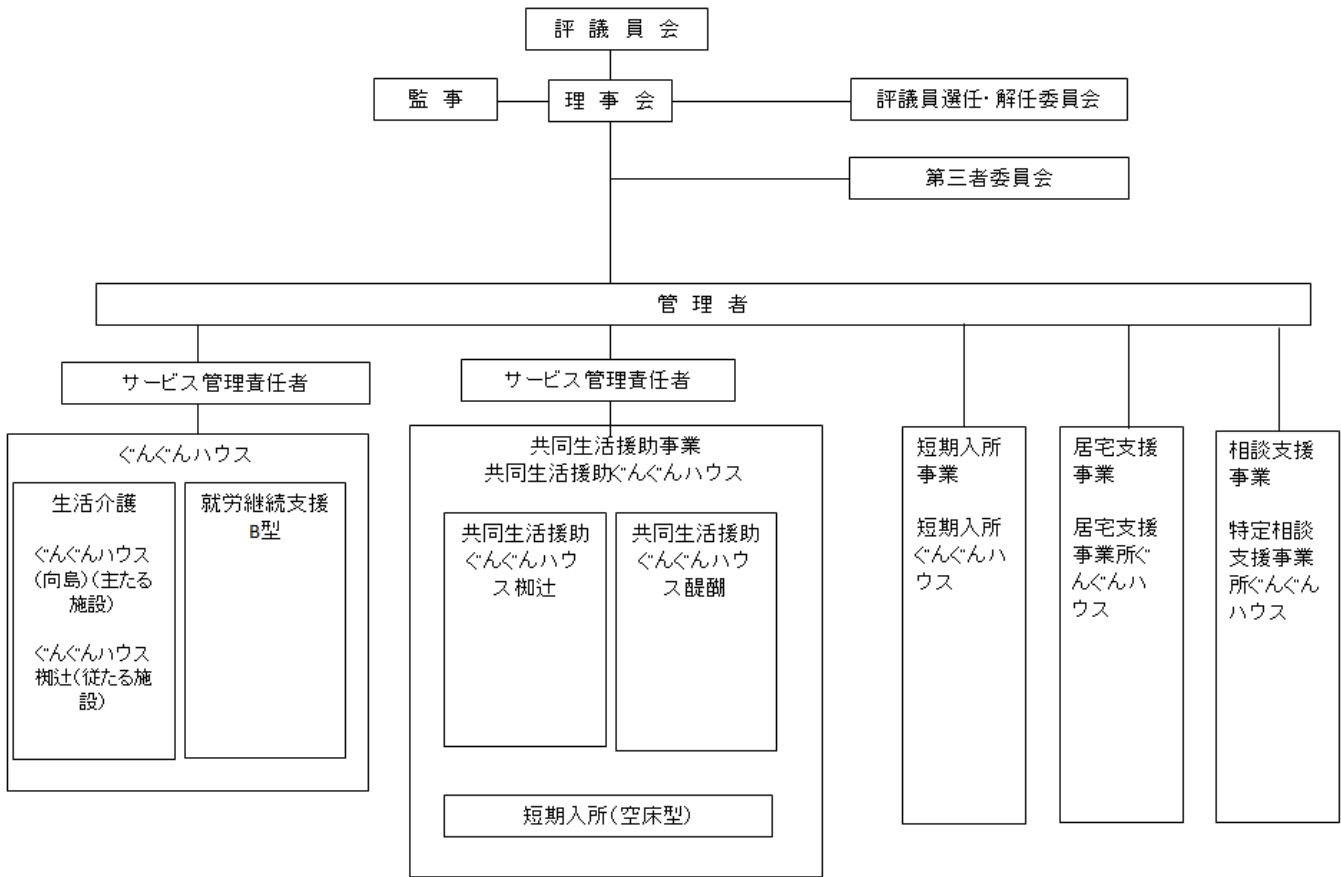 評議員会
監事
理事会
評議員選任・解任委員会
第三者委員会
管理者
サービス管理責任者
サービス管理責任者
ぐんぐんハウス
生活介護
ぐんぐんハウス
(向島)(主たる
施設)
ぐんぐんハウス
椥辻(従たる施
設)
就労継続支援
B型
共同生活援助事業
共同生活援助ぐんぐんハウス
共同生活援助
ぐんぐんハウ
ス椥辻
共同生活援助
ぐんぐんハウ
ス醍醐
短期入所(空床型)
短期入所
事業
短期入所
ぐんぐんハ
ウス
居宅支援
事業
居宅支援
事業所ぐ
んぐんハ
ウス
相談支援
事業
特定相談
支援事業
所ぐんぐん
ハウス